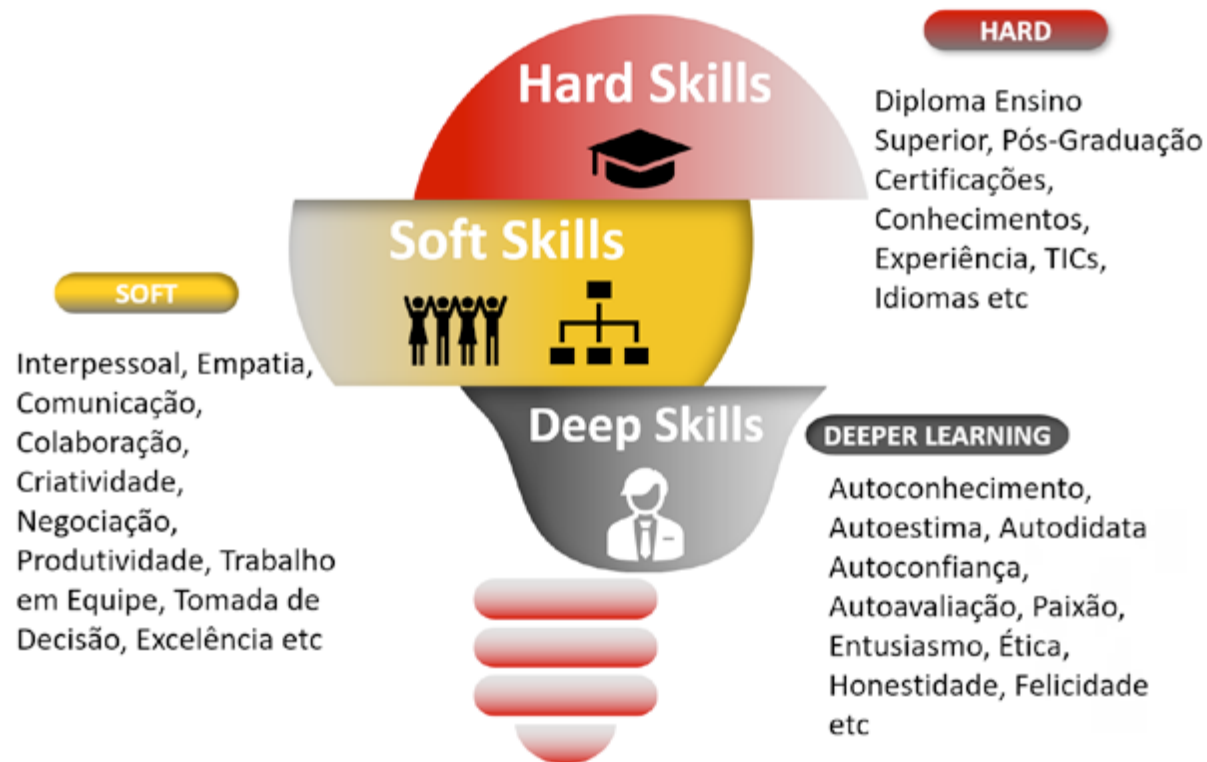 Hard Skills
HARD
Diploma Ensino
Superior, Pós-Graduação
Certificações,
Conhecimentos,
Experiência, TICs,
Idiomas etc
Soft Skills
SOFT
Interpessoal, Empatia,
Comunicação,
Colaboração,
Criatividade,
Negociação,
Produtividade, Trabalho
em Equipe, Tomada de
Decisão, Excelência etc
Deep Skills
DEEPER LEARNING
Autoconhecimento,
Autoestima, Autodidata
Autoconfiança,
Autoavaliação, Paixão,
Entusiasmo, Ética,
Honestidade, Felicidade
etc